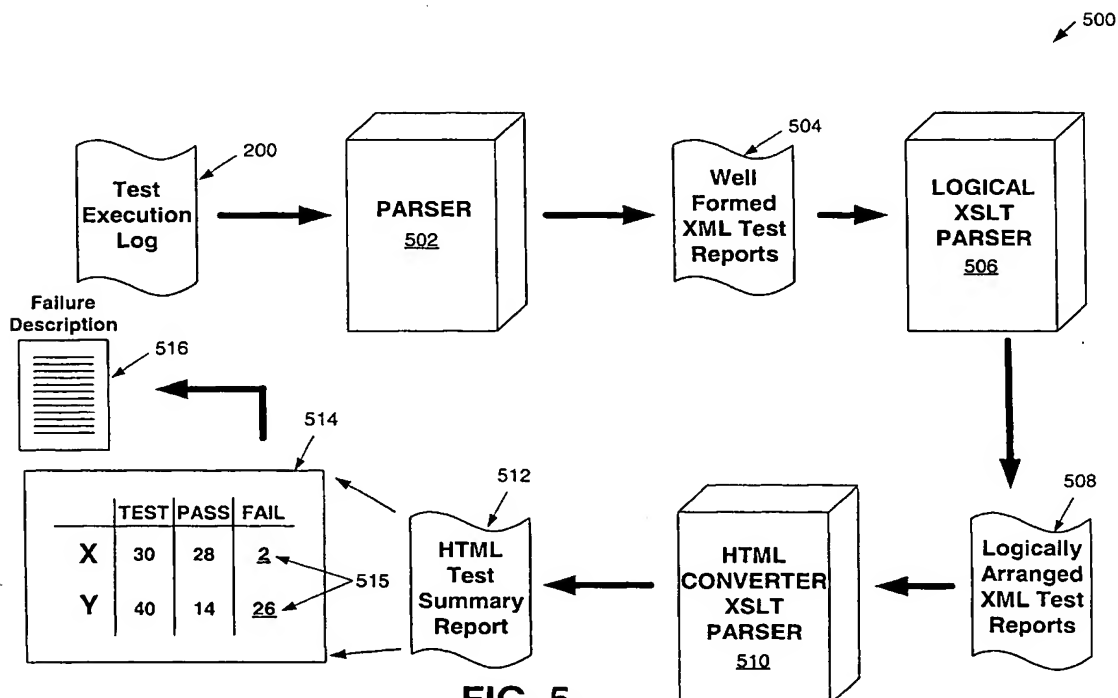 500
200
Test
Execution
Log
PARSER
502
504
Well
Formed
XML Test
Reports
LOGICAL
XSLT
PARSER
506
Failure
Description
516
514
TEST PASS FAIL
X 30 28 2
Y 40 14 26
515
512
HTML
Test
Summary
Report
HTML
CONVERTER
XSLT
PARSER
510
508
Logically
Arranged
XML Test
Reports
FIG. 5